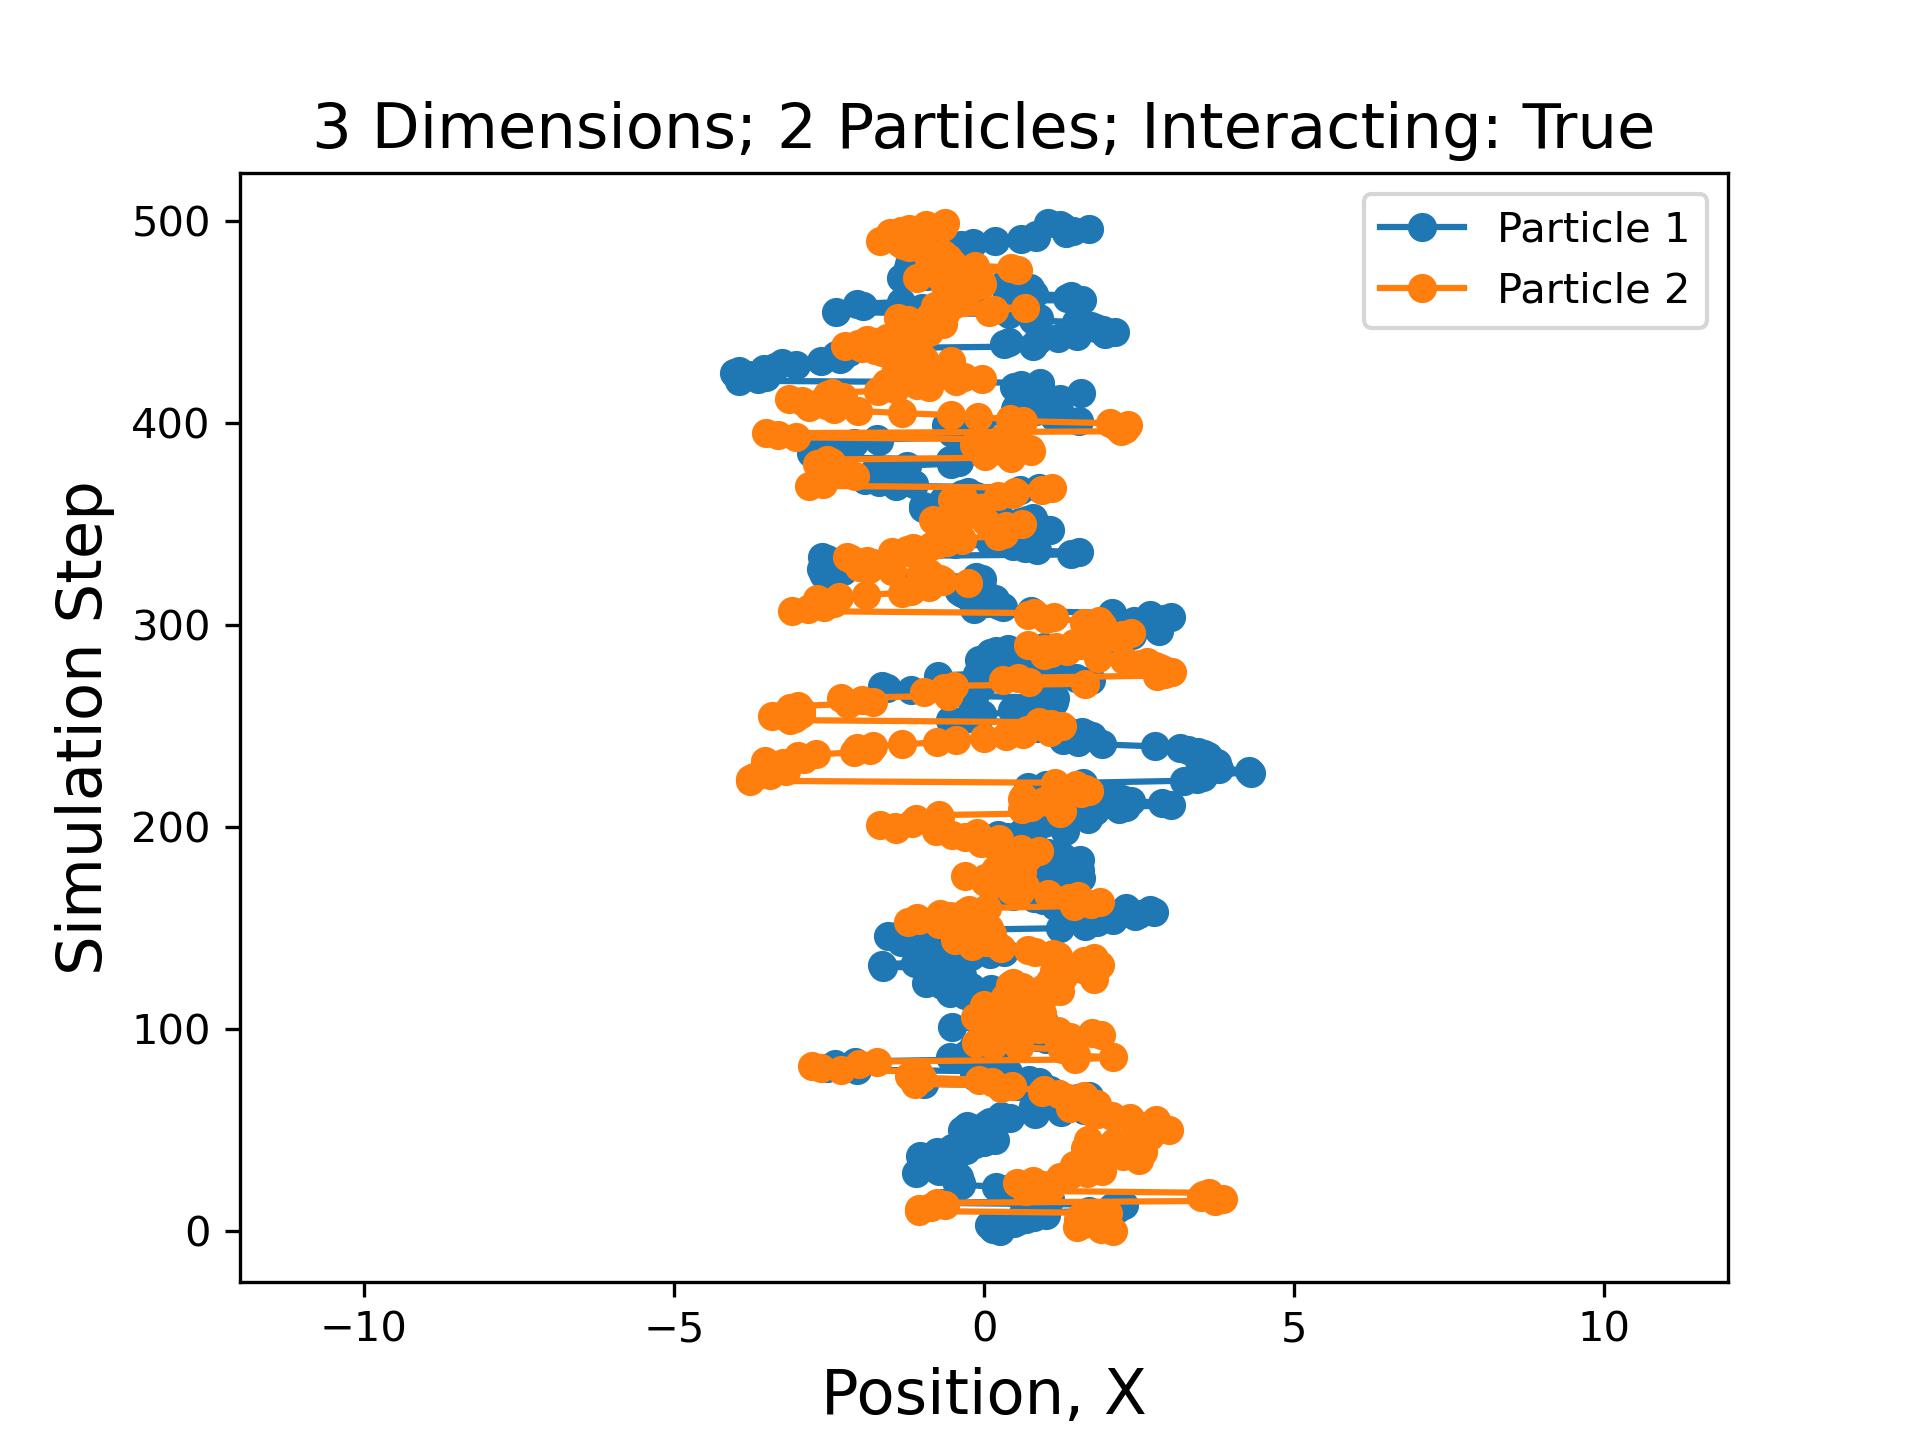 3 Dimensions; 2 Particles; Interacting: True
Particle 1
Particle 2
Simulation Step
500
400
300
200
100
0
−10
−5
0
5
10
Position, X